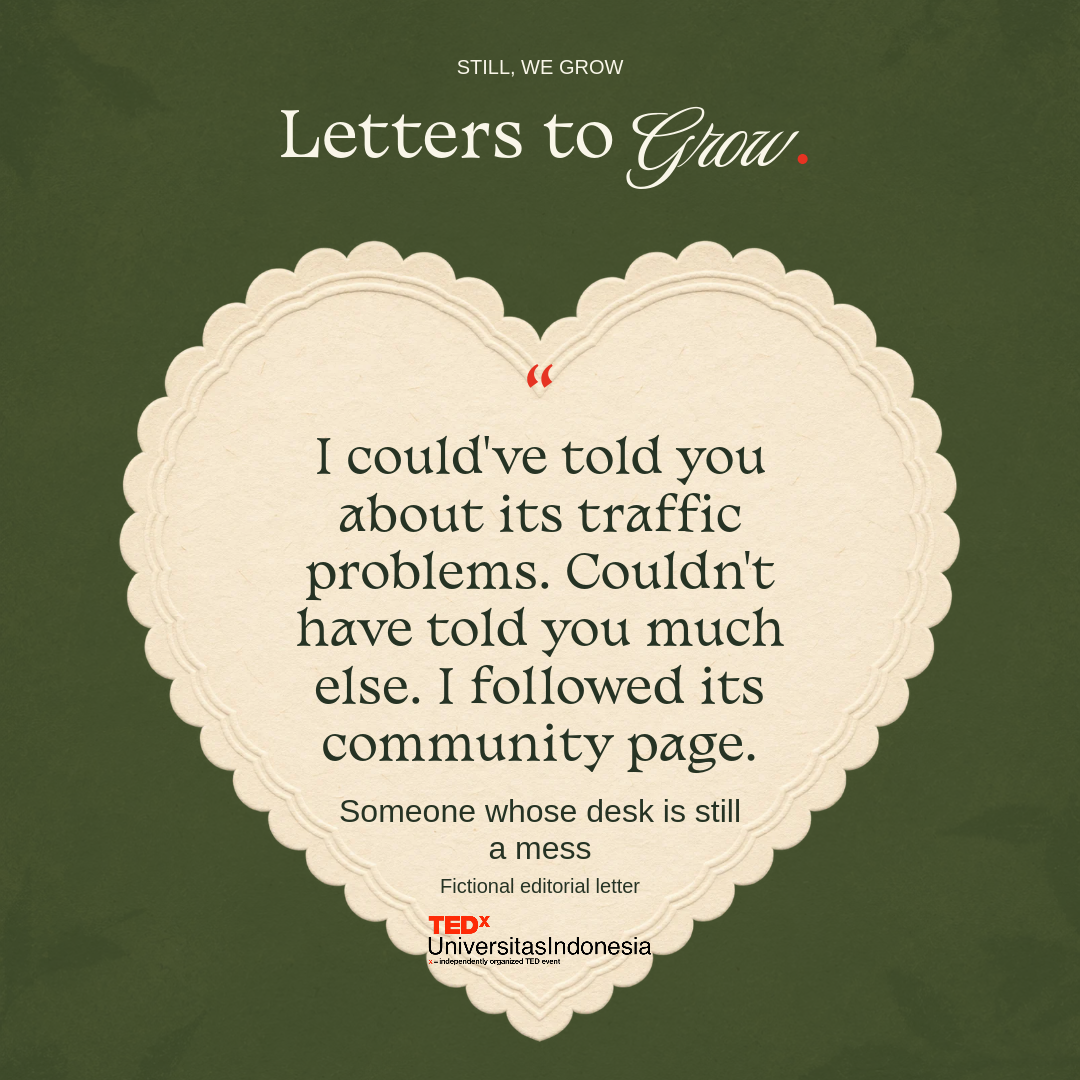 STILL, WE GROW
Letters to Grow.
“
I could've told you
about its traffic
problems. Couldn't
have told you much
else. I followed its
community page.
Someone whose desk is still
a mess
Fictional editorial letter
TEDx
UniversitasIndonesia
x = independently organized TED event